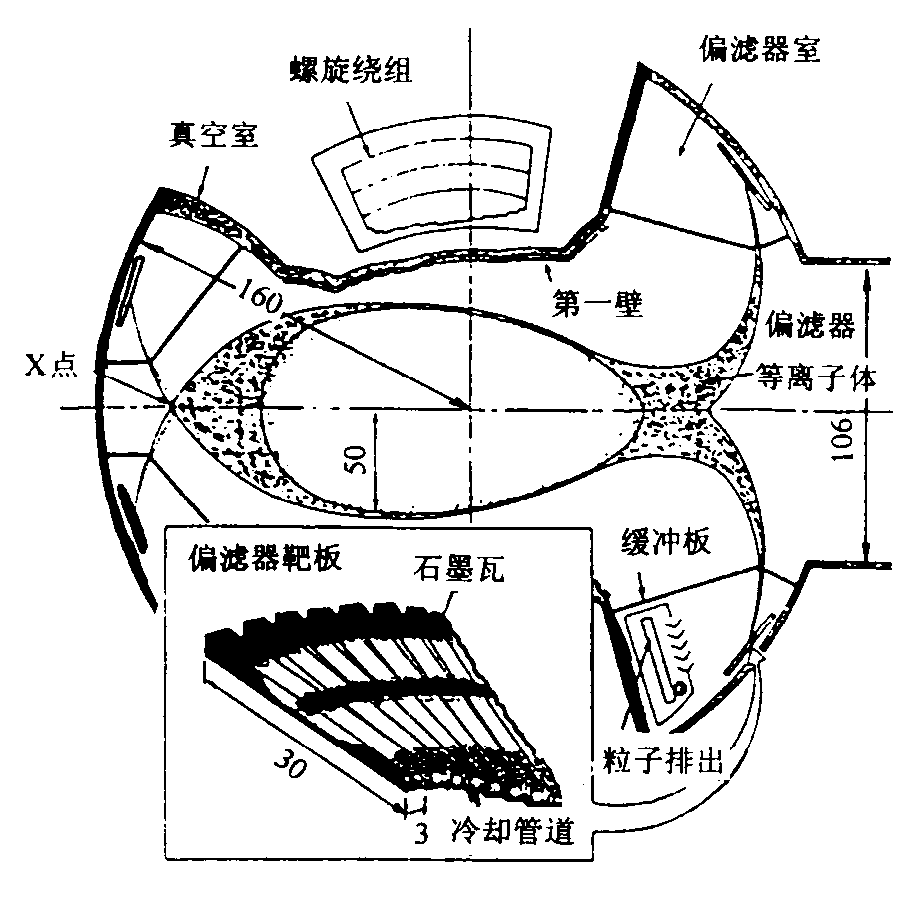 偏滤器室
螺旋绕组
真空室
160
第一壁
偏滤器
等离子体
X点
50
106
偏滤器靶板
石墨瓦
缓冲板
30
3
冷却管道
粒子排出